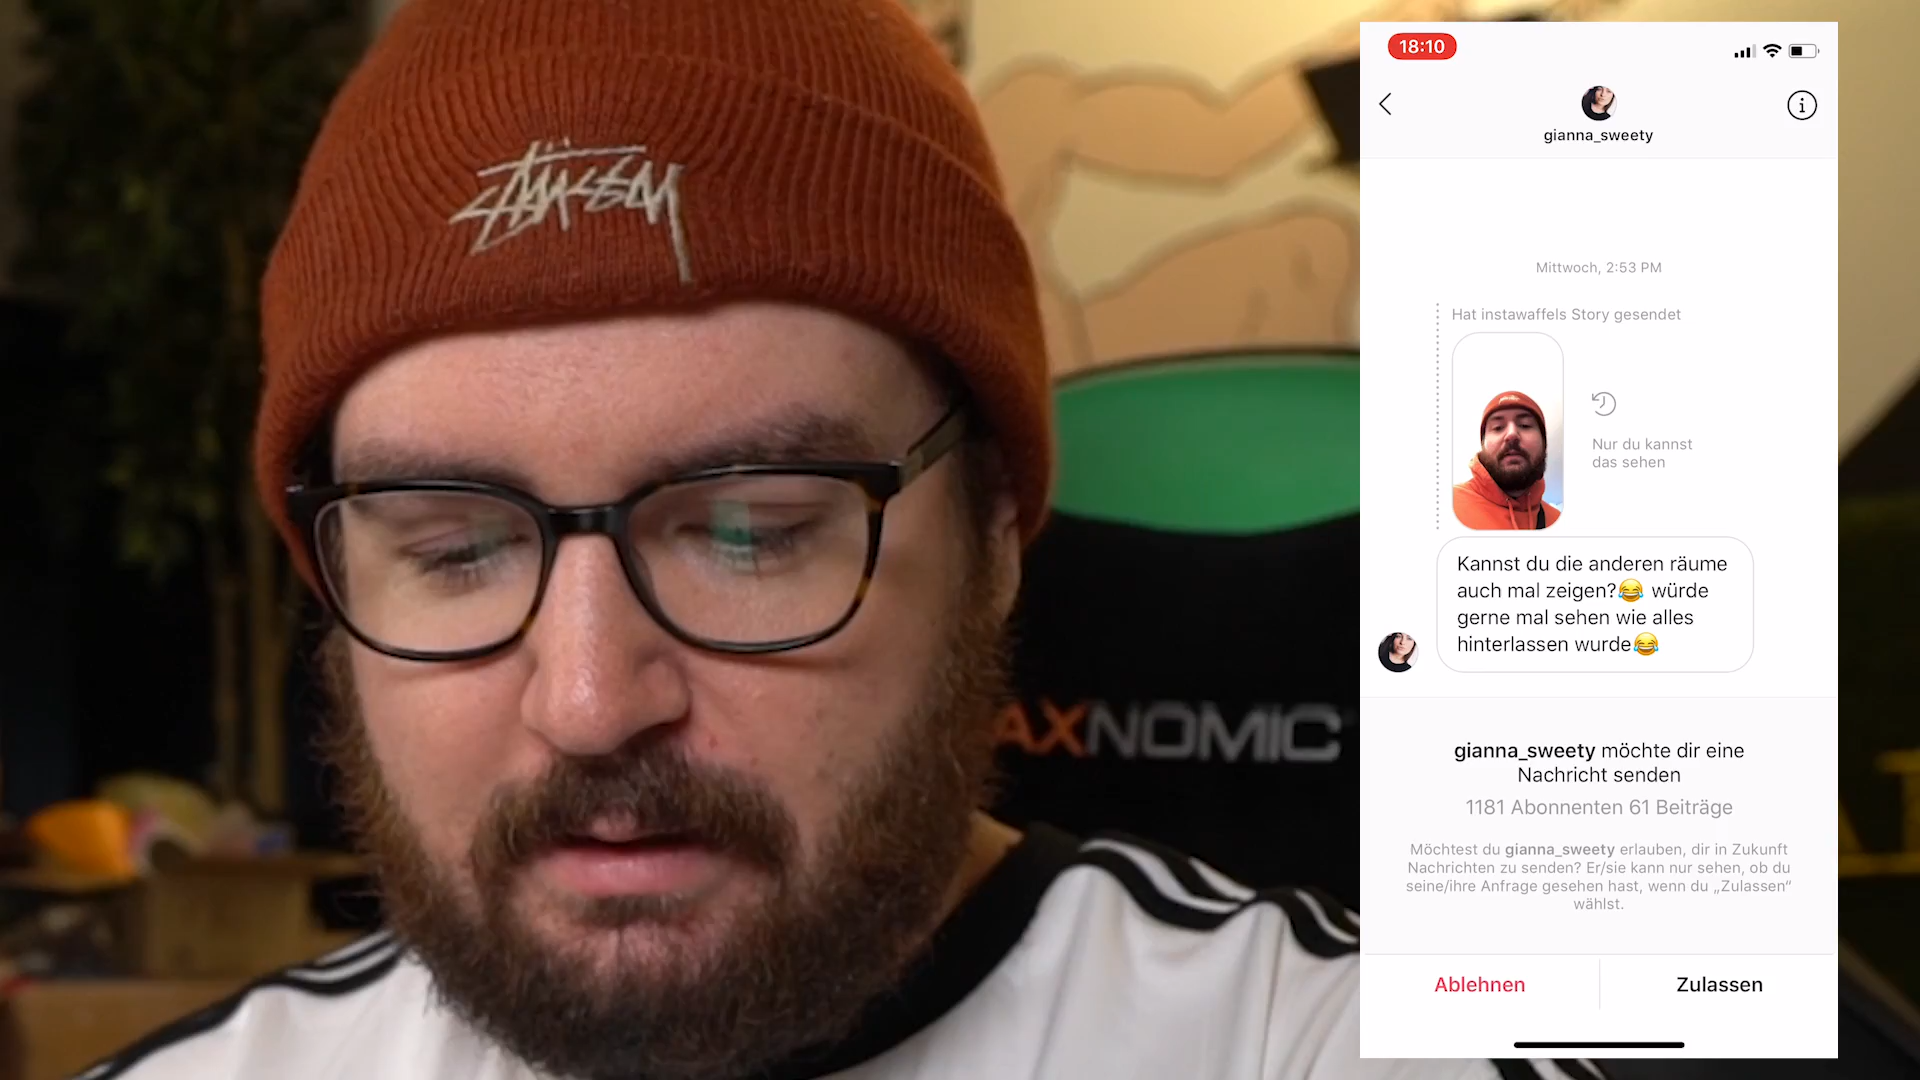 STÜSSY
AXNOMIC
18:10
gianna_sweety
Mittwoch, 2:53 PM
Hat instawaffels Story gesendet
Nur du kannst
das sehen
Kannst du die anderen räume
auch mal zeigen?😂 würde
gerne mal sehen wie alles
hinterlassen wurde😂
gianna_sweety möchte dir eine
Nachricht senden
1181 Abonnenten 61 Beiträge
Möchtest du gianna_sweety erlauben, dir in Zukunft
Nachrichten zu senden? Er/sie kann nur sehen, ob du
seine/ihre Anfrage gesehen hast, wenn du „Zulassen“
wählst.
Ablehnen
Zulassen